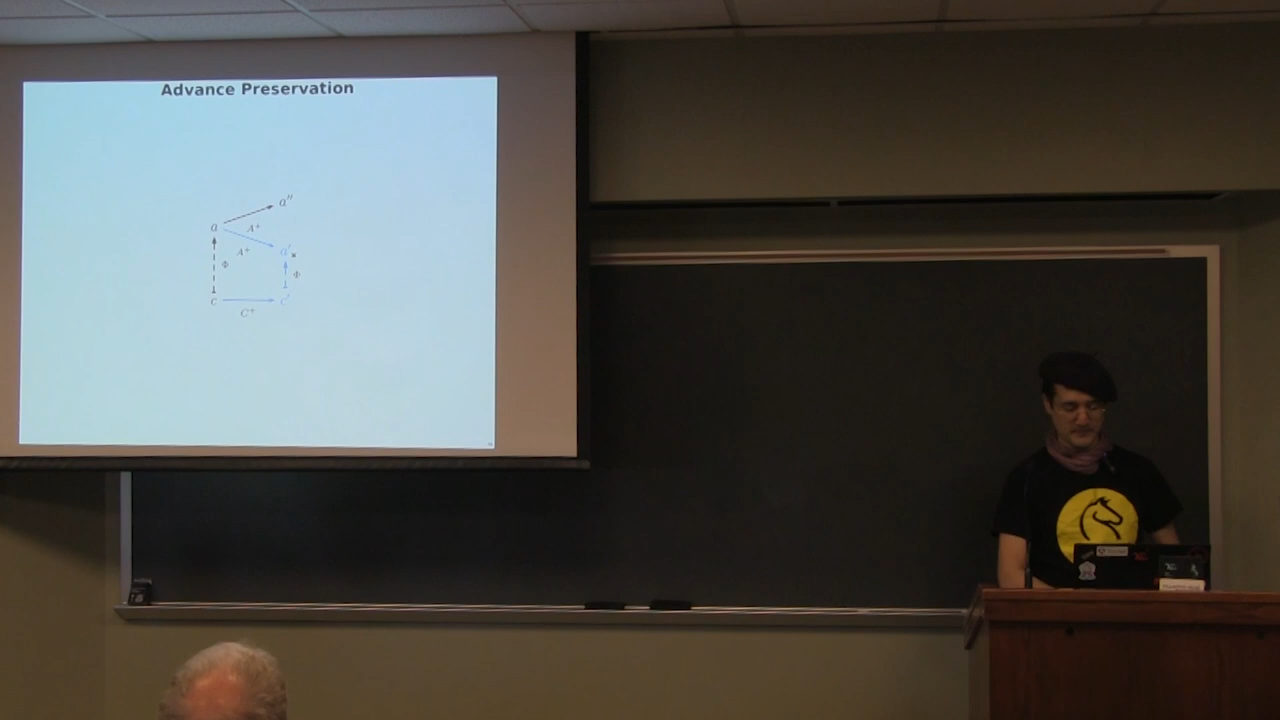 Advance Preservation
a''
a
A⁺
A⁺
a'
Φ
Φ
c
c'
C⁺